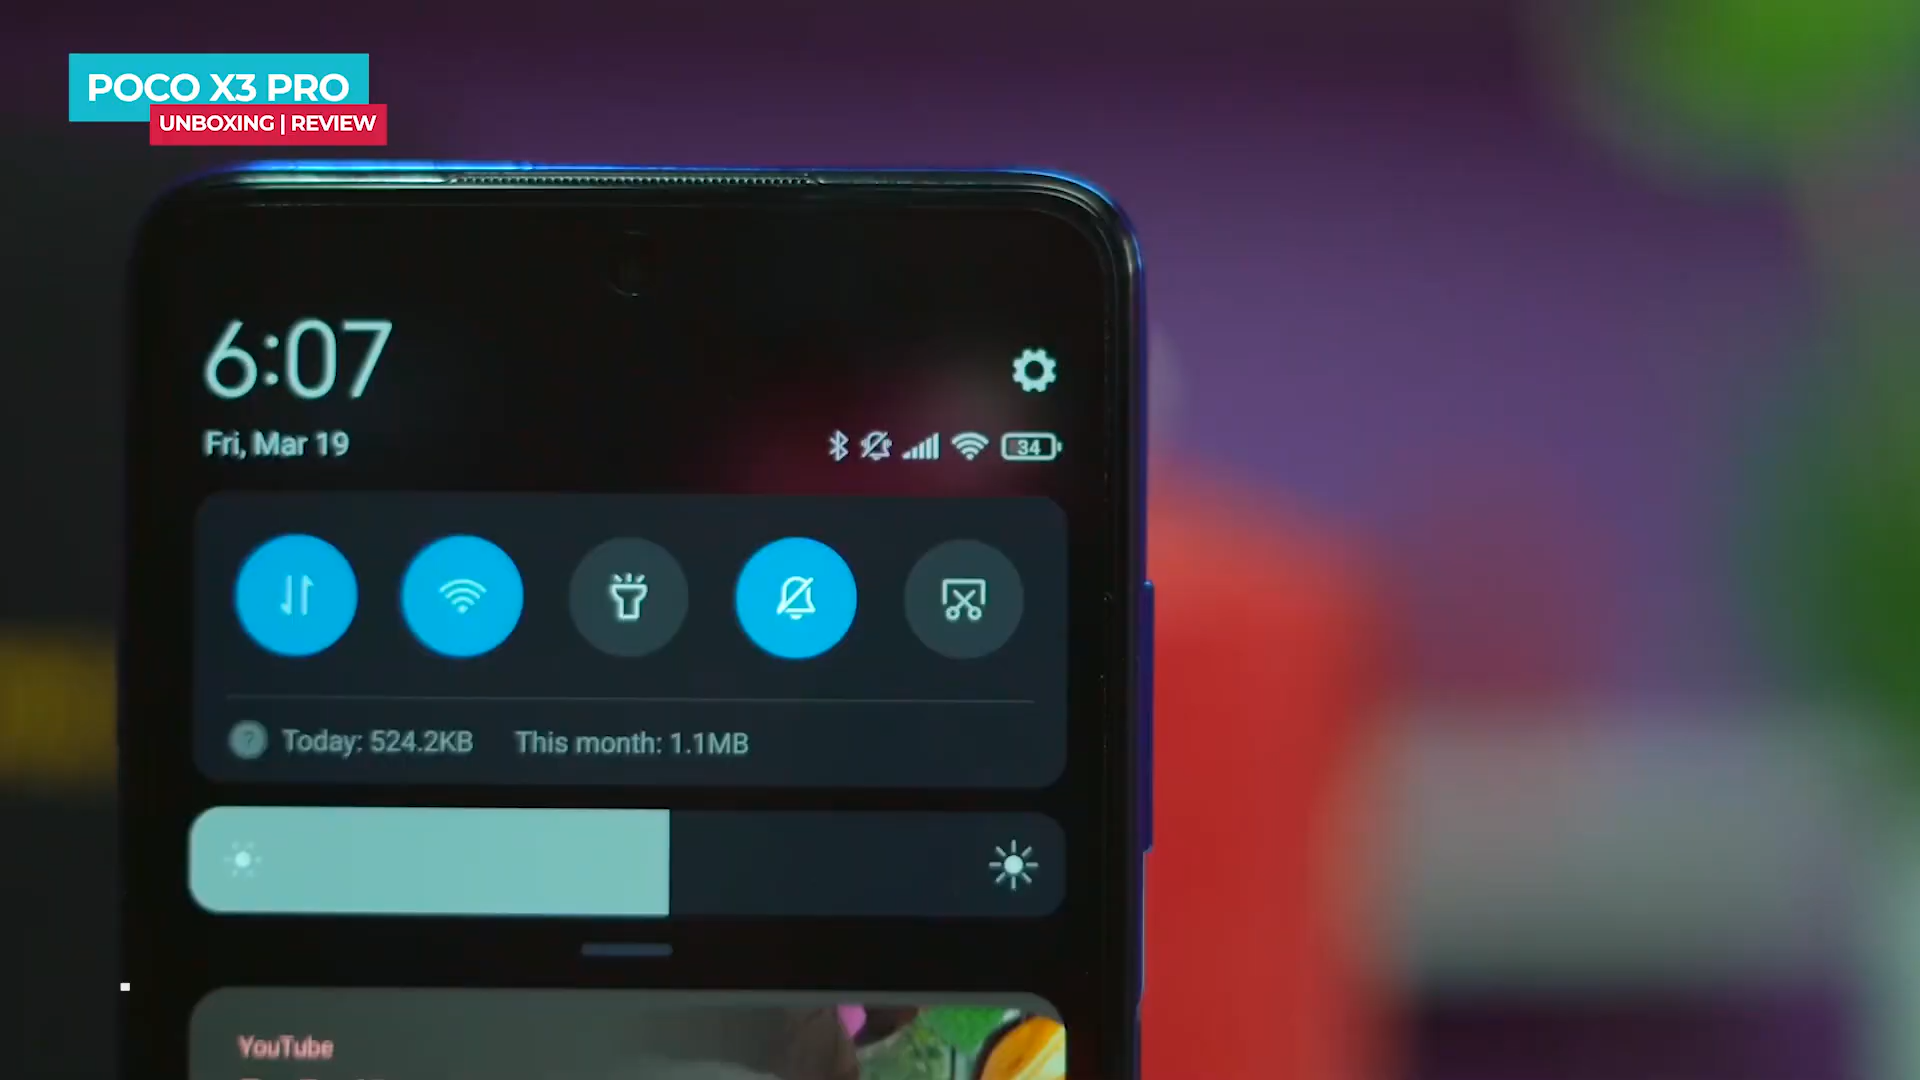 POCO X3 PRO
UNBOXING | REVIEW
6:07
Fri, Mar 19
34
Today: 524.2KB This month: 1.1MB
YouTube